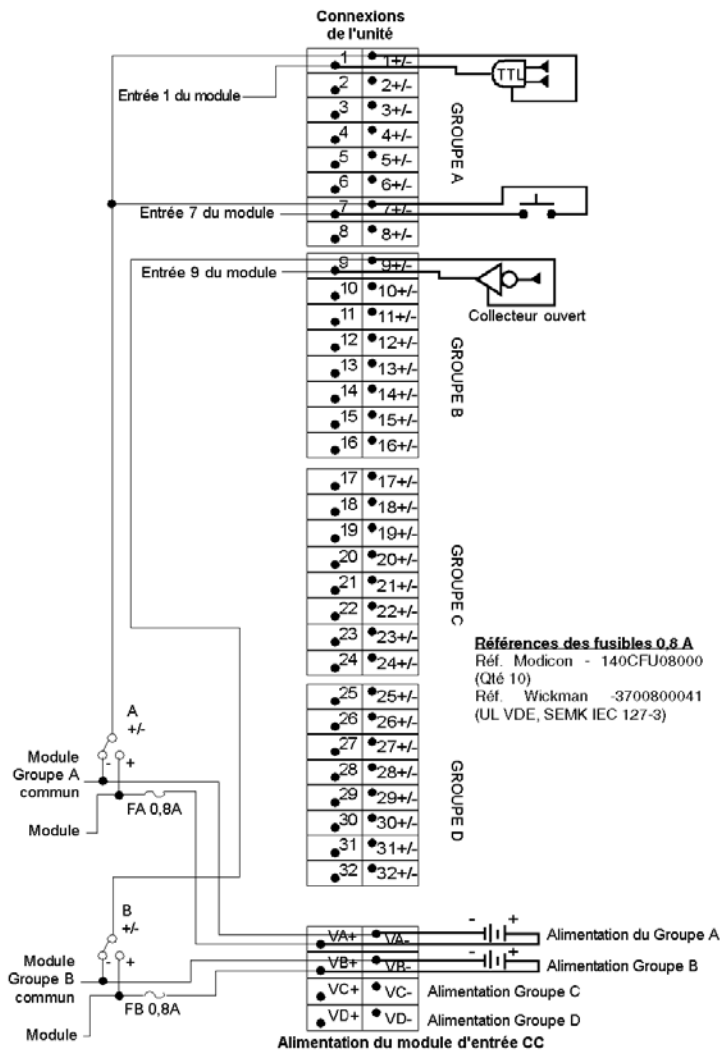 Connexions
de l'unité
1 1+/-
TTL
2 2+/-
Entrée 1 du module
3 3+/-
4 4+/-
5 5+/-
6 6+/-
GROUPE A
Entrée 7 du module
7 7+/-
8 8+/-
Entrée 9 du module
9 9+/-
10 10+/-
11 11+/-
Collecteur ouvert
12 12+/-
13 13+/-
14 14+/-
15 15+/-
16 16+/-
GROUPE B
17 17+/-
18 18+/-
19 19+/-
20 20+/-
21 21+/-
22 22+/-
23 23+/-
24 24+/-
GROUPE C
Références des fusibles 0,8 A
Réf. Modicon - 140CFU08000
(Qté 10)
Réf. Wickman -3700800041
(UL VDE, SEMK IEC 127-3)
25 25+/-
26 26+/-
27 27+/-
28 28+/-
29 29+/-
30 30+/-
31 31+/-
32 32+/-
GROUPE D
A
+/-
Module
Groupe A
commun
- +
FA 0,8A
Module
B
+/-
Module
Groupe B
commun
- +
FB 0,8A
Module
VA+ VA-
- +
Alimentation du Groupe A
VB+ VB-
- +
Alimentation Groupe B
VC+ VC- Alimentation Groupe C
VD+ VD- Alimentation Groupe D
Alimentation du module d'entrée CC